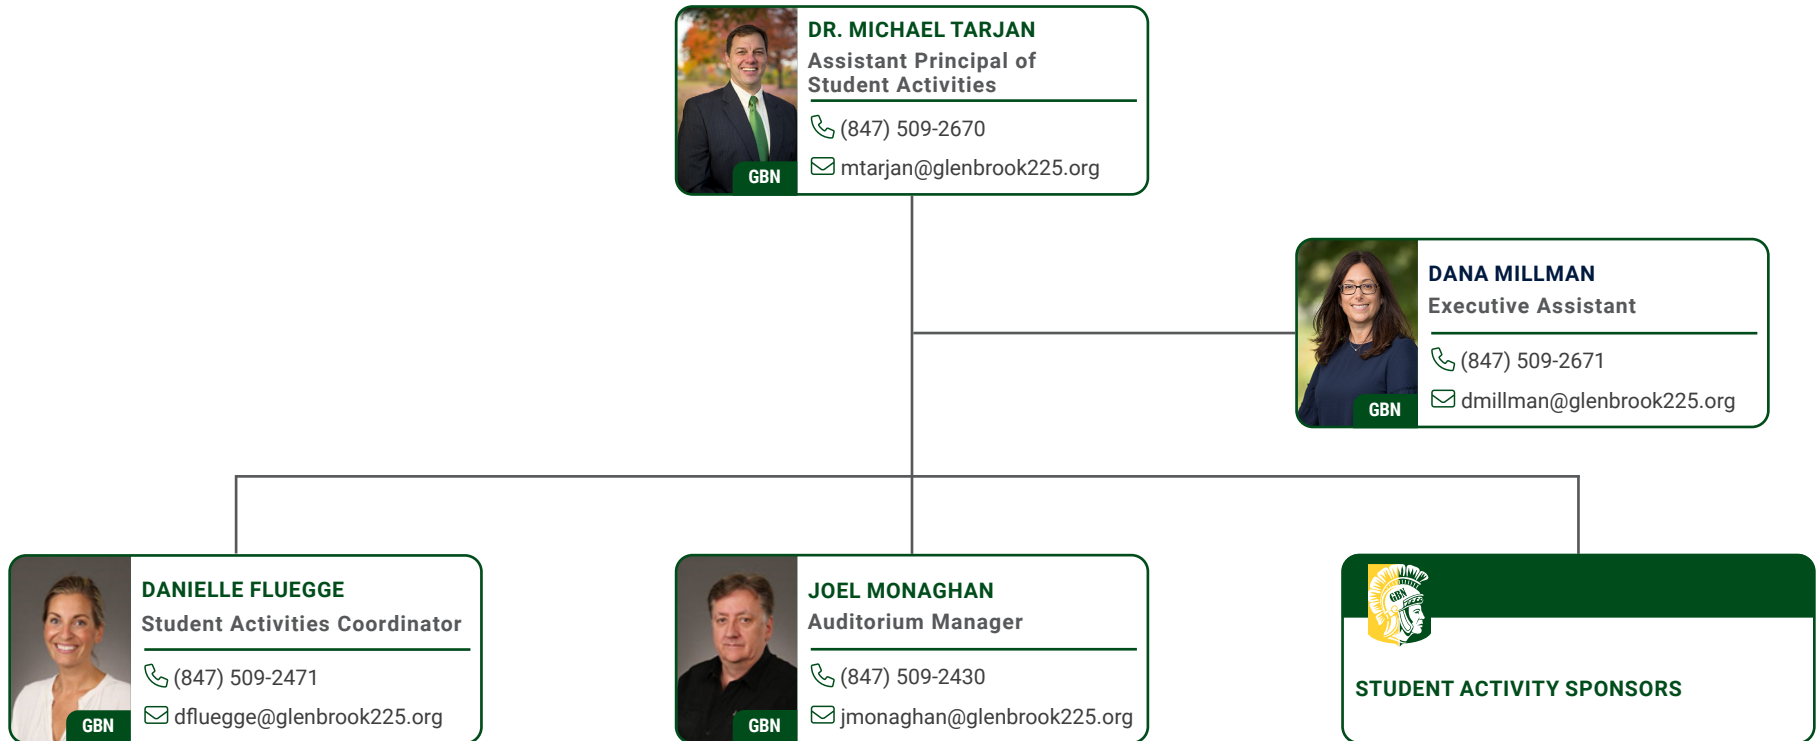 DR. MICHAEL TARJAN
Assistant Principal of
Student Activities
(847) 509-2670
mtarjan@glenbrook225.org
GBN
DANA MILLMAN
Executive Assistant
(847) 509-2671
dmillman@glenbrook225.org
GBN
DANIELLE FLUEGGE
Student Activities Coordinator
(847) 509-2471
dfluegge@glenbrook225.org
GBN
JOEL MONAGHAN
Auditorium Manager
(847) 509-2430
jmonaghan@glenbrook225.org
GBN
GBN
STUDENT ACTIVITY SPONSORS